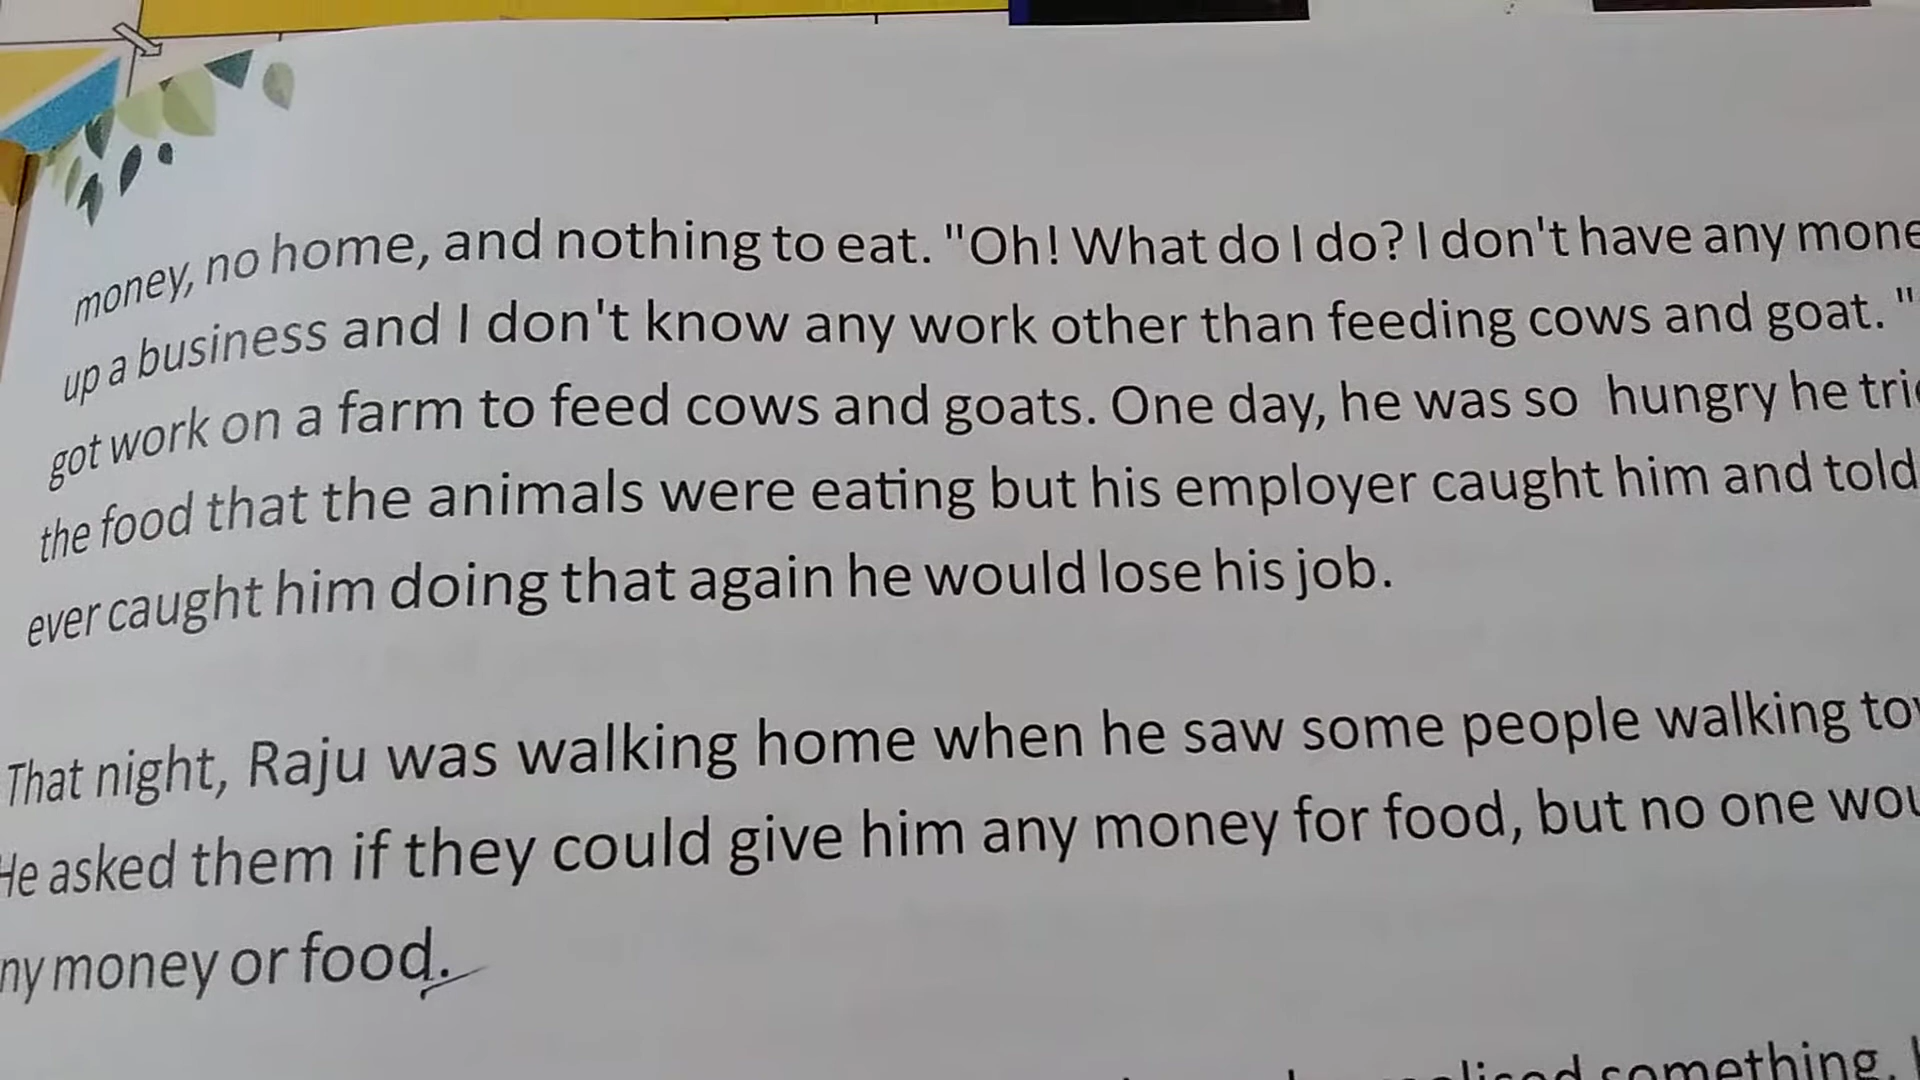 money, no home, and nothing to eat. "Oh! What do I do? I don't have any mone
up a business and I don't know any work other than feeding cows and goat. "
got work on a farm to feed cows and goats. One day, he was so hungry he tri
the food that the animals were eating but his employer caught him and told
ever caught him doing that again he would lose his job.
That night, Raju was walking home when he saw some people walking to
He asked them if they could give him any money for food, but no one wou
ny money or food.
something.